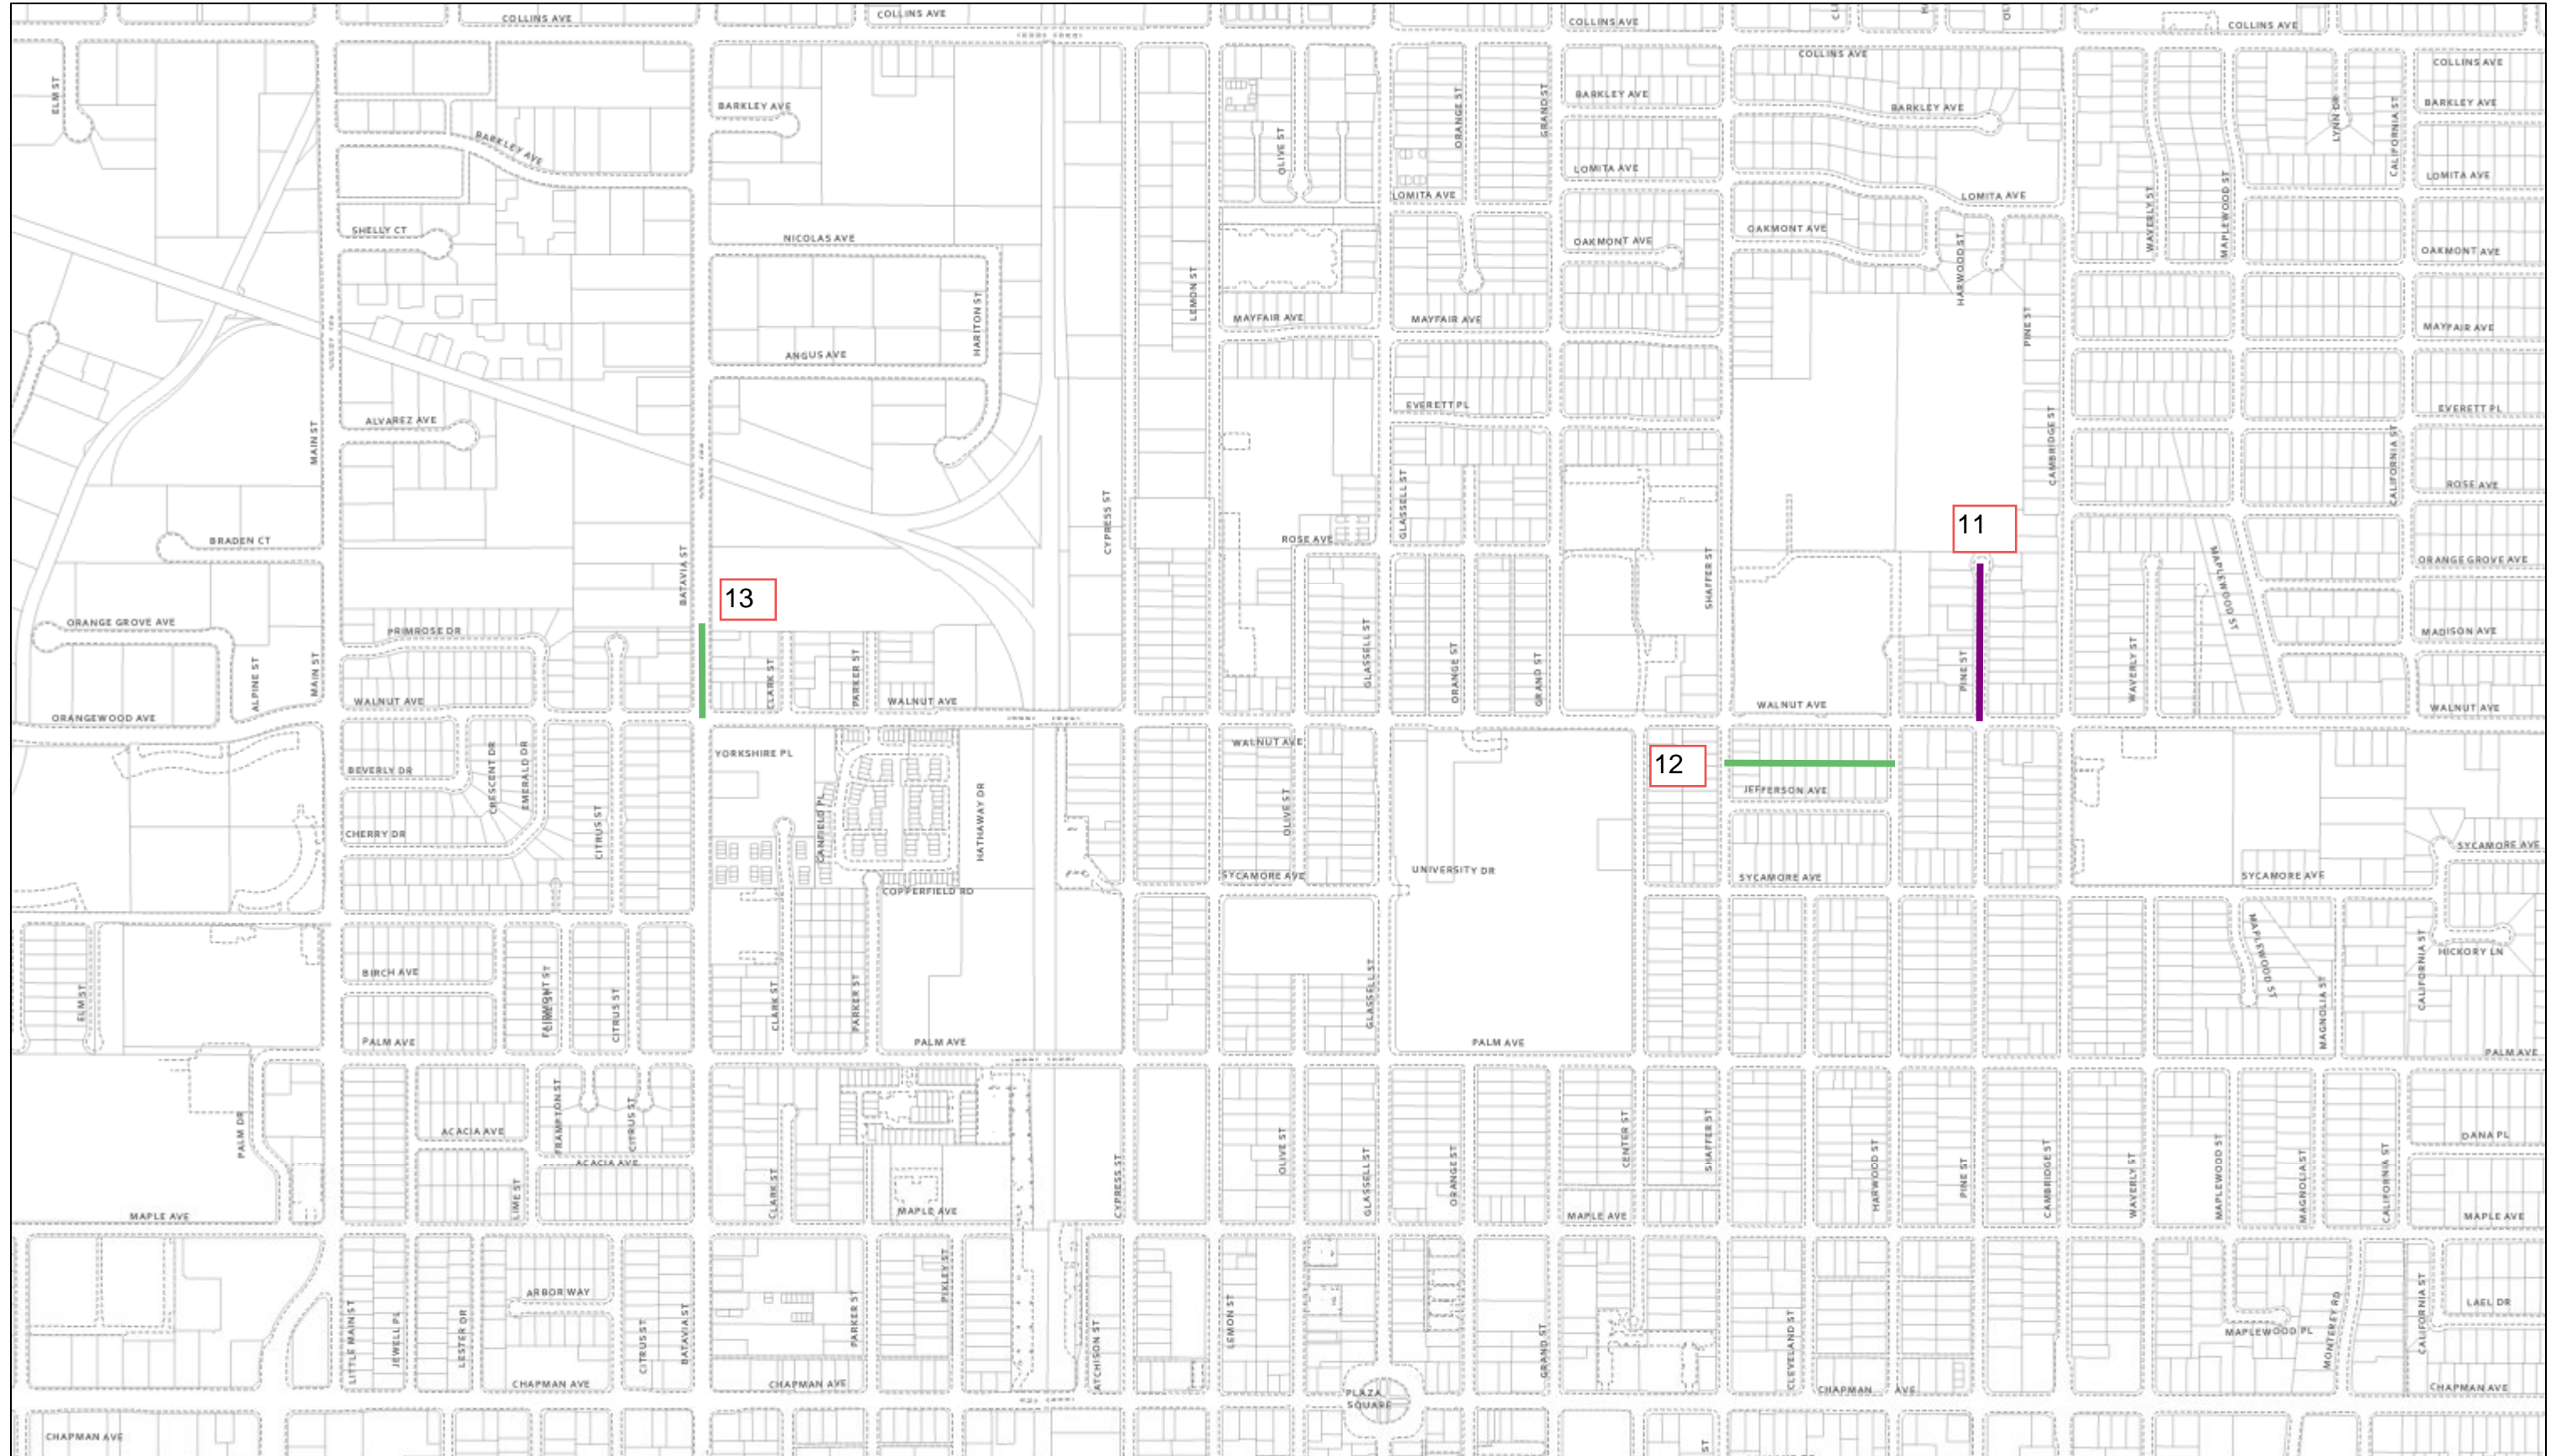 COLLINS AVE
COLLINS AVE
COLLINS AVE
COLLINS AVE
COLLINS AVE
COLLINS AVE
ELM ST
BARKLEY AVE
BARKLEY AVE
BARKLEY AVE
BARKLEY AVE
BARKLEY AVE
OLIVE ST
ORANGE ST
GRAND ST
LYNN DR
CALIFORNIA ST
LOMITA AVE
LOMITA AVE
LOMITA AVE
LOMITA AVE
WAVERLY ST
MAPLEWOOD ST
SHELLY CT
NICOLAS AVE
OAKMONT AVE
OAKMONT AVE
OAKMONT AVE
HARWOOD ST
LEMON ST
HARITON ST
MAYFAIR AVE
MAYFAIR AVE
MAYFAIR AVE
PINE ST
ANGUS AVE
EVERETT PL
EVERETT PL
ALVAREZ AVE
MAIN ST
CAMBRIDGE ST
CALIFORNIA ST
ROSE AVE
GLASSELL ST
CYPRESS ST
11
BRADEN CT
ROSE AVE
ORANGE GROVE AVE
BATAVIA ST
SHAFFER ST
MAPLEWOOD ST
13
ORANGE GROVE AVE
PRIMROSE DR
MADISON AVE
ALPINE ST
MAIN ST
CLARK ST
PARKER ST
GLASSELL ST
ORANGE ST
GRAND ST
PINE ST
WAVERLY ST
WALNUT AVE
WALNUT AVE
WALNUT AVE
WALNUT AVE
ORANGEWOOD AVE
YORKSHIRE PL
WALNUT AVE
12
BEVERLY DR
CRESCENT DR
EMERALD DR
JEFFERSON AVE
CHERRY DR
CITRUS ST
CANFIELD PL
HATHAWAY DR
OLIVE ST
SYCAMORE AVE
UNIVERSITY DR
SYCAMORE AVE
SYCAMORE AVE
SYCAMORE AVE
COPPERFIELD RD
HICKORY LN
BIRCH AVE
ELM ST
FAIRMONT ST
CITRUS ST
CLARK ST
PARKER ST
GLASSELL ST
MAPLEWOOD ST
MAGNOLIA ST
CALIFORNIA ST
PALM AVE
PALM AVE
PALM AVE
PALM AVE
PALM DR
FRAMPTON ST
CITRUS ST
ACACIA AVE
ACACIA AVE
DANA PL
LIME ST
CLARK ST
CYPRESS ST
OLIVE ST
GLASSELL ST
ORANGE ST
CENTER ST
SHAFFER ST
HARWOOD ST
PINE ST
CAMBRIDGE ST
WAVERLY ST
MAPLEWOOD ST
MAGNOLIA ST
CALIFORNIA ST
MAPLE AVE
MAPLE AVE
MAPLE AVE
MAPLE AVE
ARBOR WAY
PIXLEY ST
LAEL DR
LITTLE MAIN ST
JEWELL PL
LESTER DR
CITRUS ST
BATAVIA ST
PARKER ST
ATCHISON ST
LEMON ST
GRAND ST
CLEVELAND ST
MAPLEWOOD PL
MONTEREY RD
CALIFORNIA ST
CHAPMAN AVE
CHAPMAN AVE
PLAZA
SQUARE
CHAPMAN AVE
CHAPMAN AVE
CHAPMAN AVE